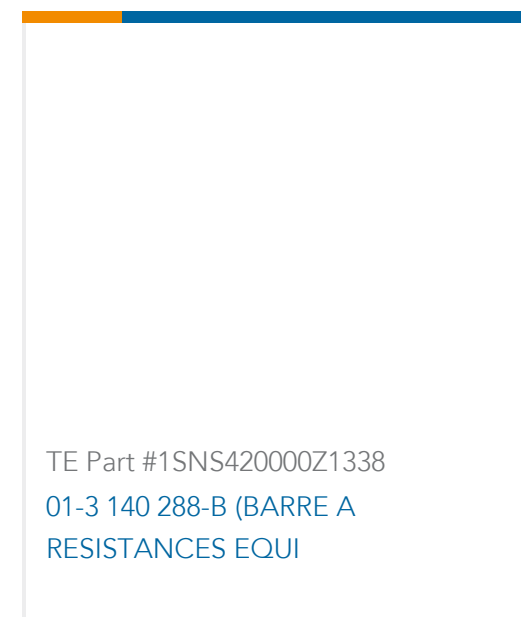 TE Part #1SNS420000Z1338
01-3 140 288-B (BARRE A
RESISTANCES EQUI